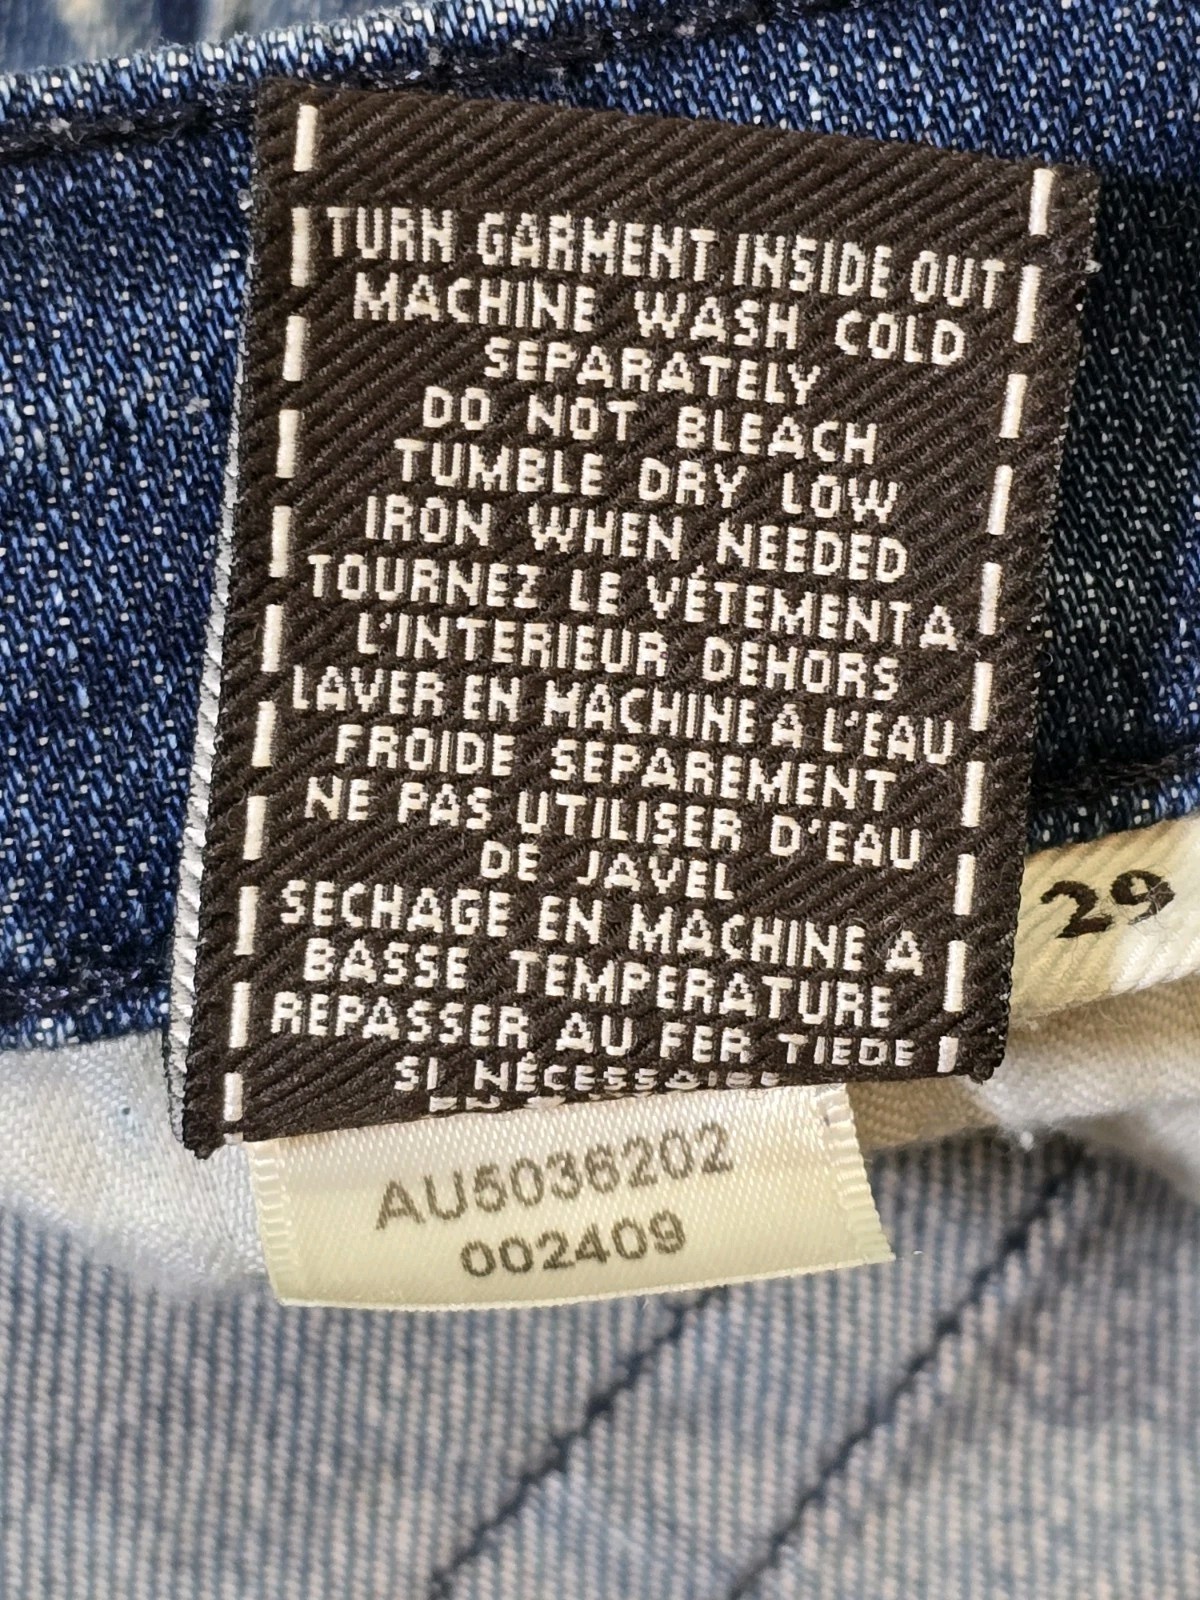 TURN GARMENT INSIDE OUT
MACHINE WASH COLD
SEPARATELY
DO NOT BLEACH
TUMBLE DRY LOW
IRON WHEN NEEDED
TOURNEZ LE VÉTEMENT A
L'INTERIEUR DEHORS
LAVER EN MACHINE À L'EAU
FROIDE SEPAREMENT
NE PAS UTILISER D'EAU
DE JAVEL
SECHAGE EN MACHINE A
BASSE TEMPERATURE
REPASSER AU FER TIEDE
SI NÉCESSAIRE
29
AU5036202
002409